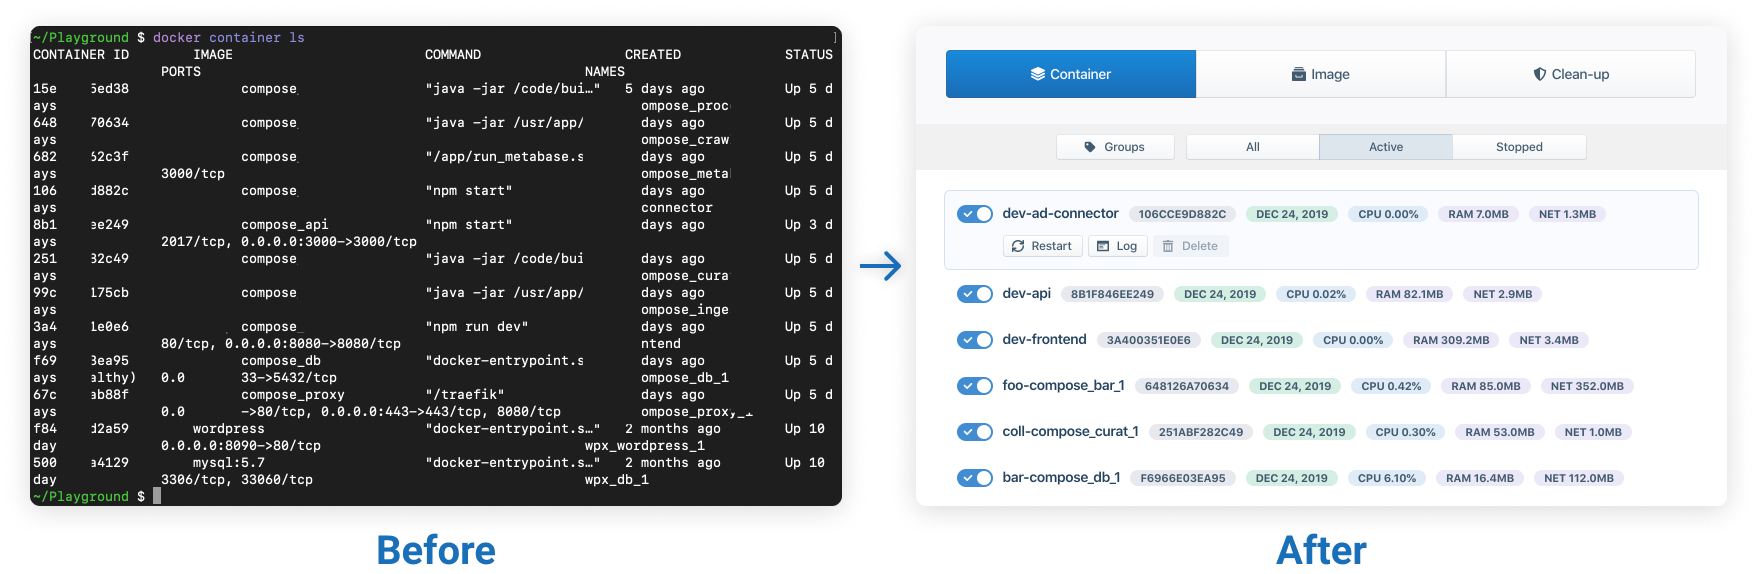 ~/Playground $ docker container ls
CONTAINER ID IMAGE COMMAND CREATED STATUS
PORTS NAMES
15e 5ed38 compose_ "java -jar /code/bui…" 5 days ago Up 5 d
ays ompose_proc
648 70634 compose_ "java -jar /usr/app/ days ago Up 5 d
ays ompose_craw
682 62c3f compose_ "/app/run_metabase.s days ago Up 5 d
ays 3000/tcp ompose_meta
106 d882c compose_ "npm start" days ago Up 5 d
ays connector
8b1 ee249 compose_api "npm start" days ago Up 3 d
ays 2017/tcp, 0.0.0.0:3000->3000/tcp
251 82c49 compose_ "java -jar /code/bui days ago Up 5 d
ays ompose_cura
99c 175cb compose_ "java -jar /usr/app/ days ago Up 5 d
ays ompose_inge
3a4 1e0e6 compose_ "npm run dev" days ago Up 5 d
ays 80/tcp, 0.0.0.0:8080->8080/tcp ntend
f69 3ea95 compose_db "docker-entrypoint.s days ago Up 5 d
ays althy) 0.0 33->5432/tcp ompose_db_1
67c ab88f compose_proxy "/traefik" days ago Up 5 d
ays 0.0 ->80/tcp, 0.0.0.0:443->443/tcp, 8080/tcp ompose_proxy_1
f84 d2a59 wordpress "docker-entrypoint.s…" 2 months ago Up 10
day 0.0.0.0:8090->80/tcp wpx_wordpress_1
500 a4129 mysql:5.7 "docker-entrypoint.s…" 2 months ago Up 10
day 3306/tcp, 33060/tcp wpx_db_1
~/Playground $
Before
Container Image Clean-up
Groups All Active Stopped
dev-ad-connector 106CCE9D882C DEC 24, 2019 CPU 0.00% RAM 7.0MB NET 1.3MB
Restart Log Delete
dev-api 8B1F846EE249 DEC 24, 2019 CPU 0.02% RAM 82.1MB NET 2.9MB
dev-frontend 3A400351E0E6 DEC 24, 2019 CPU 0.00% RAM 309.2MB NET 3.4MB
foo-compose_bar_1 648126A70634 DEC 24, 2019 CPU 0.42% RAM 85.0MB NET 352.0MB
coll-compose_curat_1 251ABF282C49 DEC 24, 2019 CPU 0.30% RAM 53.0MB NET 1.0MB
bar-compose_db_1 F6966E03EA95 DEC 24, 2019 CPU 6.10% RAM 16.4MB NET 112.0MB
After